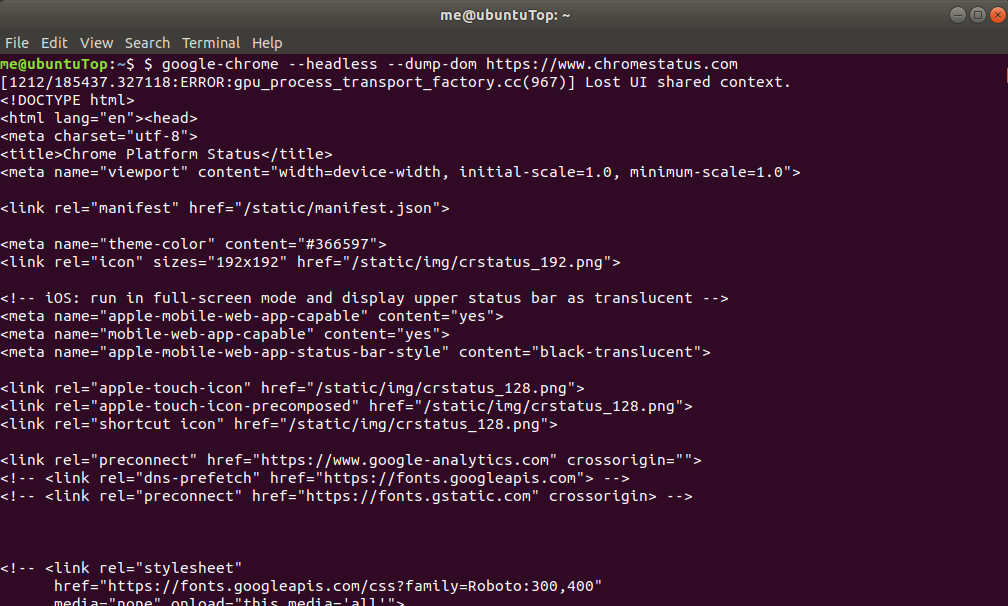 me@ubuntuTop: ~
File Edit View Search Terminal Help
me@ubuntuTop:~$ $ google-chrome --headless --dump-dom https://www.chromestatus.com
[1212/185437.327118:ERROR:gpu_process_transport_factory.cc(967)] Lost UI shared context.
<!DOCTYPE html>
<html lang="en"><head>
<meta charset="utf-8">
<title>Chrome Platform Status</title>
<meta name="viewport" content="width=device-width, initial-scale=1.0, minimum-scale=1.0">
<link rel="manifest" href="/static/manifest.json">
<meta name="theme-color" content="#366597">
<link rel="icon" sizes="192x192" href="/static/img/crstatus_192.png">
<!-- iOS: run in full-screen mode and display upper status bar as translucent -->
<meta name="apple-mobile-web-app-capable" content="yes">
<meta name="mobile-web-app-capable" content="yes">
<meta name="apple-mobile-web-app-status-bar-style" content="black-translucent">
<link rel="apple-touch-icon" href="/static/img/crstatus_128.png">
<link rel="apple-touch-icon-precomposed" href="/static/img/crstatus_128.png">
<link rel="shortcut icon" href="/static/img/crstatus_128.png">
<link rel="preconnect" href="https://www.google-analytics.com" crossorigin="">
<!-- <link rel="dns-prefetch" href="https://fonts.googleapis.com"> -->
<!-- <link rel="preconnect" href="https://fonts.gstatic.com" crossorigin> -->
<!-- <link rel="stylesheet"
href="https://fonts.googleapis.com/css?family=Roboto:300,400"
media="none" onload="this.media='all'">